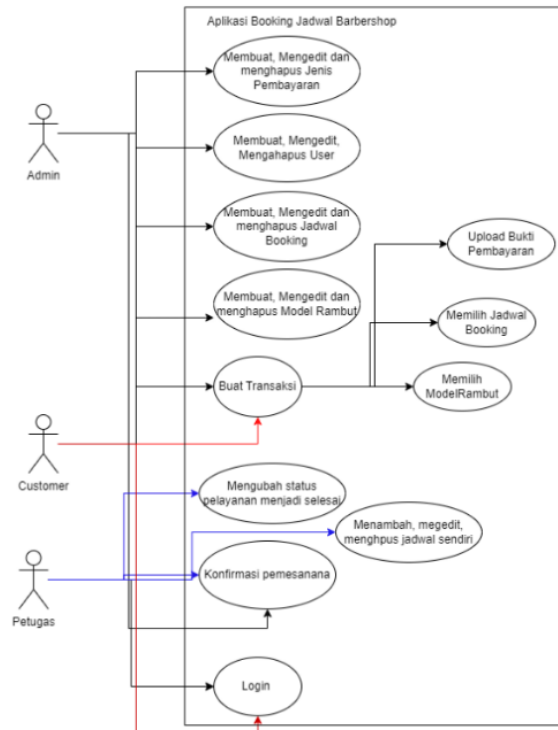 Aplikasi Booking Jadwal Barbershop
Membuat, Mengedit dan
menghapus Jenis
Pembayaran
Admin
Membuat, Mengedit,
Mengahapus User
Membuat, Mengedit dan
menghapus Jadwal
Booking
Upload Bukti
Pembayaran
Membuat, Mengedit dan
menghapus Model Rambut
Memilih Jadwal
Booking
Buat Transaksi
Memilih
ModelRambut
Customer
Mengubah status
pelayanan menjadi selesai
Menambah, megedit,
menghpus jadwal sendiri
Konfirmasi pemesanana
Petugas
Login